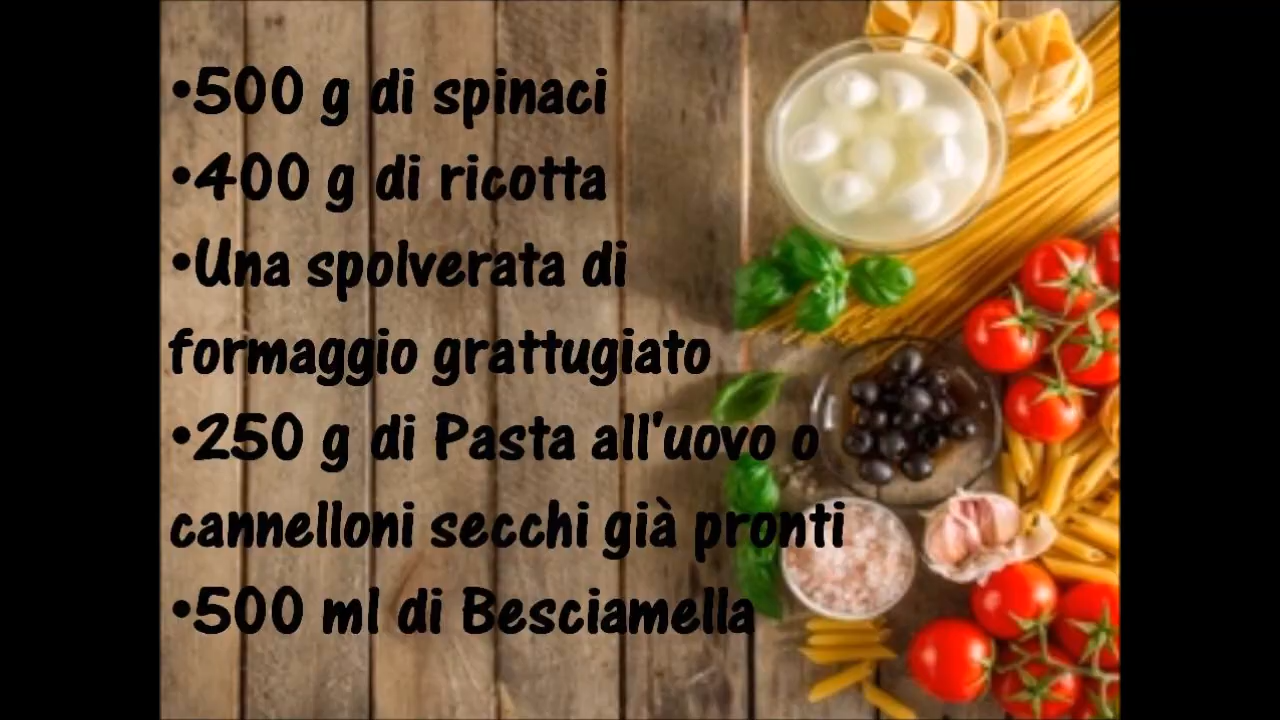 •500 g di spinaci
•400 g di ricotta
•Una spolverata di
formaggio grattugiato
•250 g di Pasta all'uovo o
cannelloni secchi già pronti
•500 ml di Besciamella